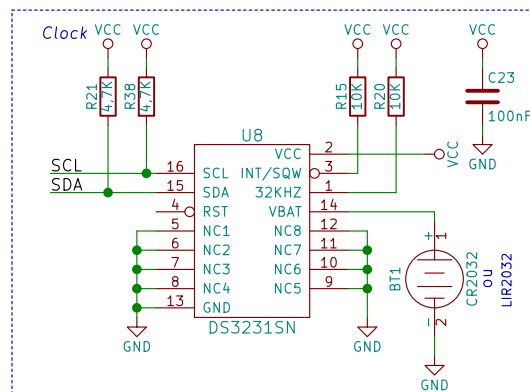 Clock
VCC VCC VCC VCC VCC
R21 4,7K R38 4,7K R15 10K R20 10K
C23
100nF
GND
U8
SCL
SDA
16 SCL
15 SDA
4 RST
5 NC1
6 NC2
7 NC3
8 NC4
13 GND
VCC 2 VCC
INT/SQW 3
32KHZ 1
VBAT 14
NC8 12
NC7 11
NC6 10
NC5 9
DS3231SN
GND GND
+ 1
BT1
CR2032
ou
LIR2032
- 2
GND